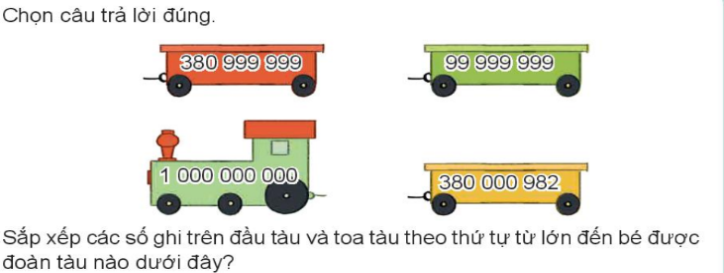 Chọn câu trả lời đúng.
380 999 999
99 999 999
1 000 000 000
380 000 982
Sắp xếp các số ghi trên đầu tàu và toa tàu theo thứ tự từ lớn đến bé được
đoàn tàu nào dưới đây?